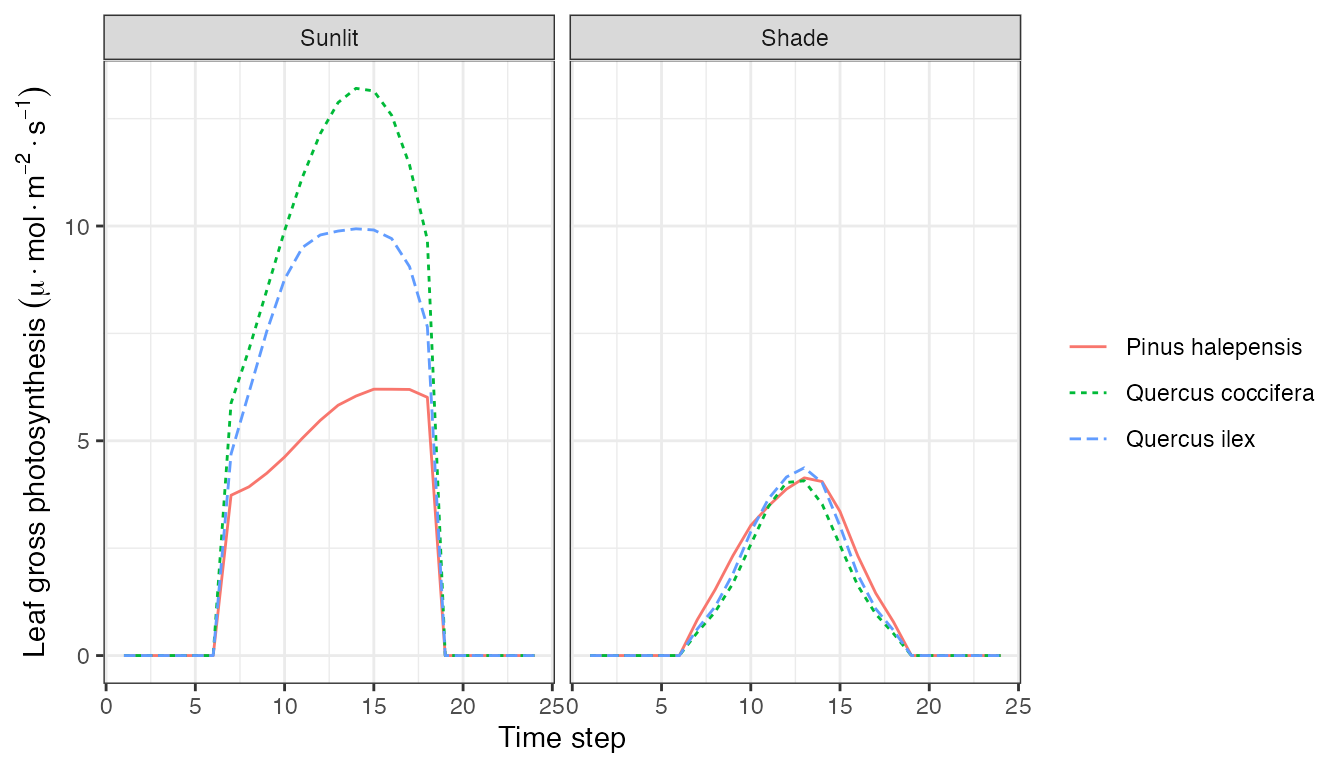 Sunlit
Shade
Leaf gross photosynthesis (μ·mol·m⁻²·s⁻¹)
10
5
0
0 5 10 15 20 25
0 5 10 15 20 25
Time step
Pinus halepensis
Quercus coccifera
Quercus ilex